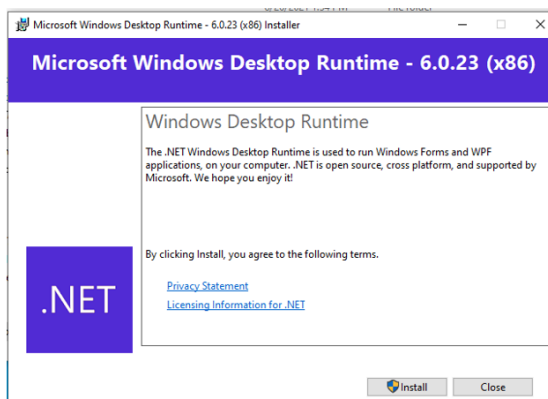 Microsoft Windows Desktop Runtime - 6.0.23 (x86) Installer
Microsoft Windows Desktop Runtime - 6.0.23 (x86)
Windows Desktop Runtime
The .NET Windows Desktop Runtime is used to run Windows Forms and WPF
applications, on your computer. .NET is open source, cross platform, and supported by
Microsoft. We hope you enjoy it!
By clicking Install, you agree to the following terms.
Privacy Statement
Licensing Information for .NET
.NET
Install
Close